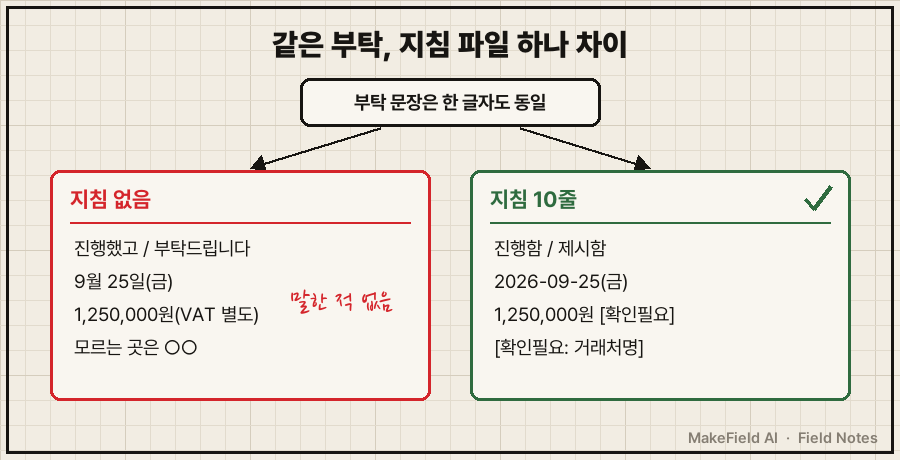 같은 부탁, 지침 파일 하나 차이
부탁 문장은 한 글자도 동일
지침 없음
진행했고 / 부탁드립니다
9월 25일(금)
1,250,000원(VAT 별도)
말한 적 없음
모르는 곳은 ○○
지침 10줄
진행함 / 제시함
2026-09-25(금)
1,250,000원 [확인필요]
[확인필요: 거래처명]
MakeField AI · Field Notes